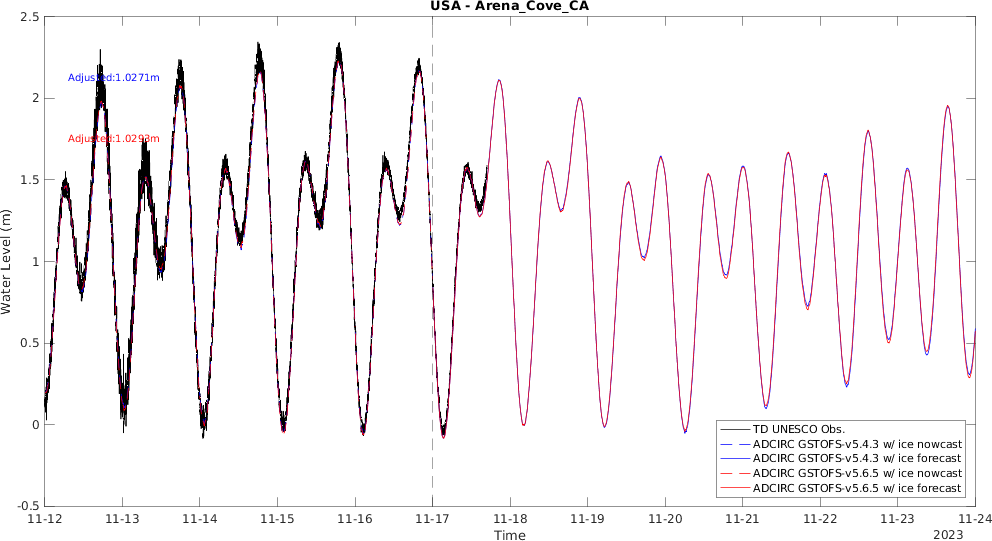 USA - Arena_Cove_CA
2.5
2
1.5
1
0.5
0
-0.5
Water Level (m)
Adjusted:1.0271m
Adjusted:1.0293m
TD UNESCO Obs.
ADCIRC GSTOFS-v5.4.3 w/ ice nowcast
ADCIRC GSTOFS-v5.4.3 w/ ice forecast
ADCIRC GSTOFS-v5.6.5 w/ ice nowcast
ADCIRC GSTOFS-v5.6.5 w/ ice forecast
11-12 11-13 11-14 11-15 11-16 11-17 11-18 11-19 11-20 11-21 11-22 11-23 11-24
Time
2023